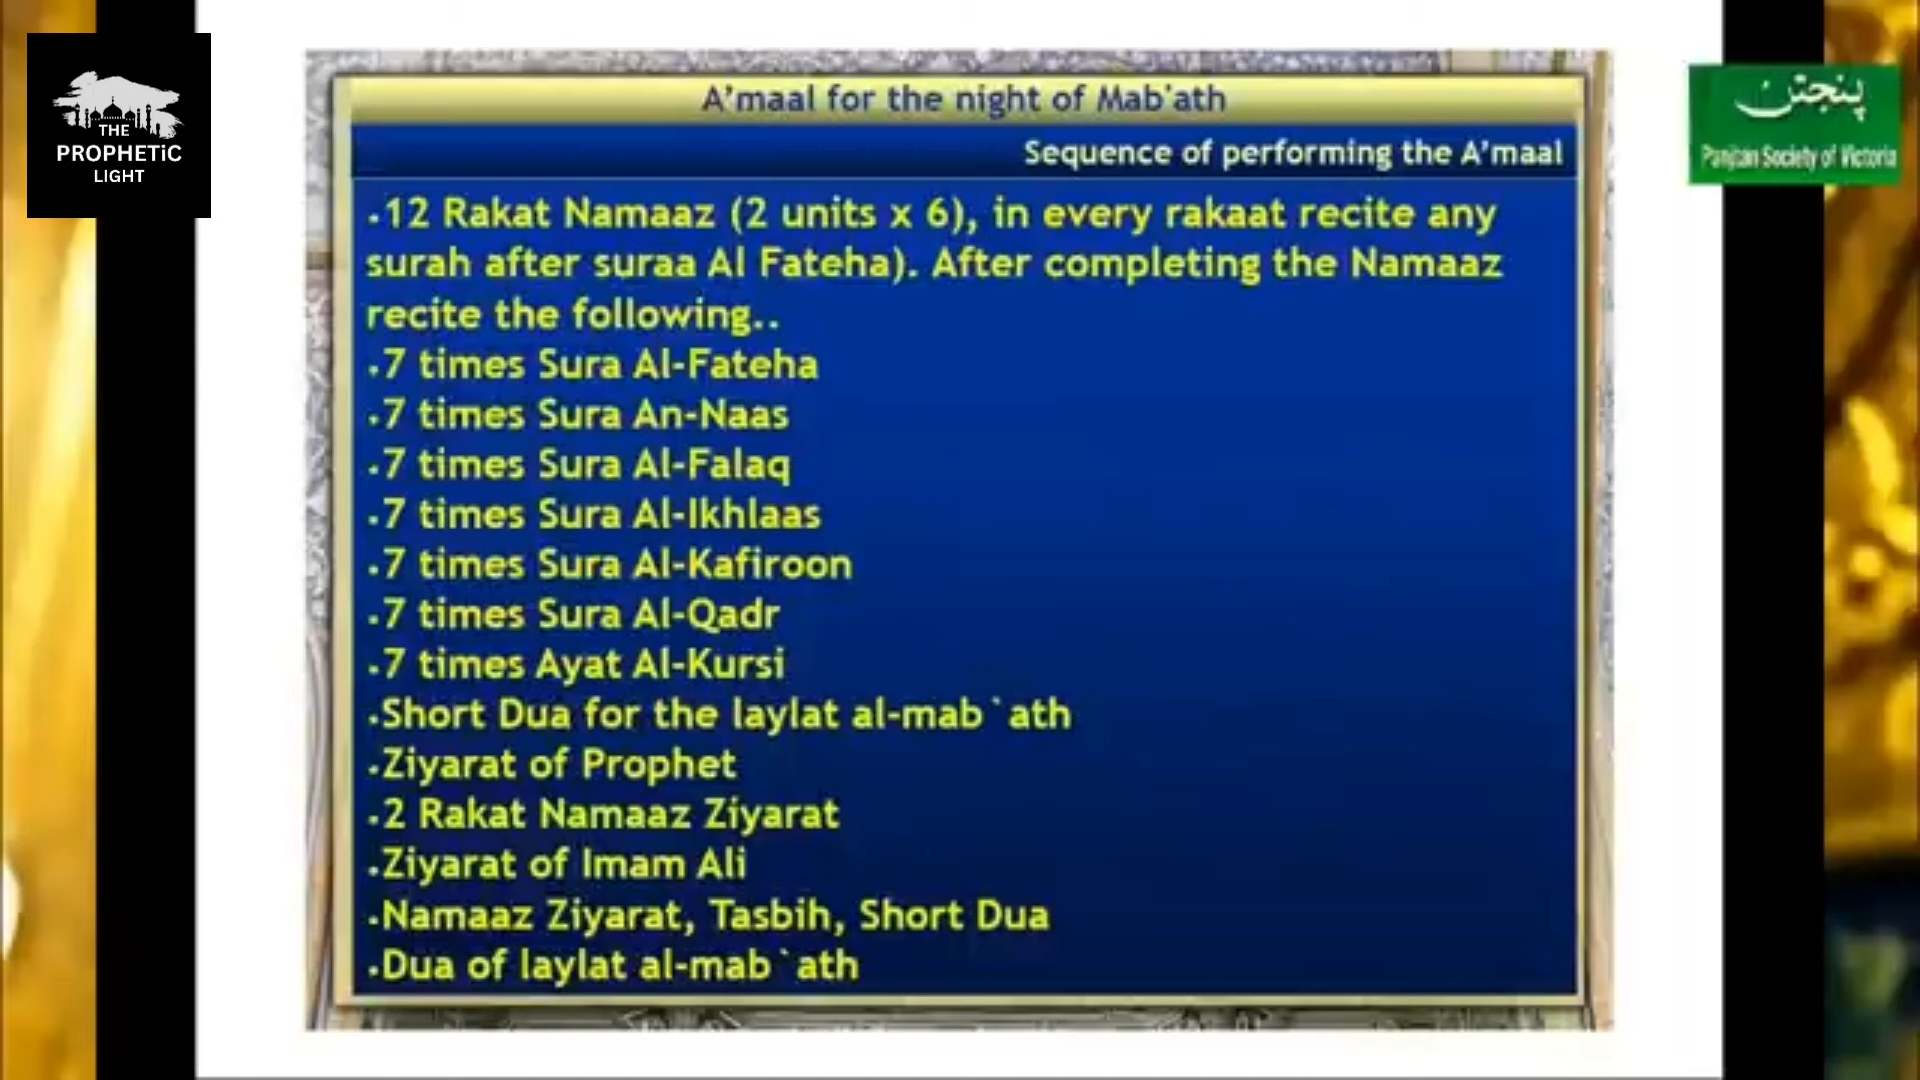 THE
PROPHETiC
LIGHT
پنجتن
Panjtan Society of Victoria
A'maal for the night of Mab'ath
Sequence of performing the A'maal
.12 Rakat Namaaz (2 units x 6), in every rakaat recite any
surah after suraa Al Fateha). After completing the Namaaz
recite the following..
.7 times Sura Al-Fateha
.7 times Sura An-Naas
.7 times Sura Al-Falaq
.7 times Sura Al-Ikhlaas
.7 times Sura Al-Kafiroon
.7 times Sura Al-Qadr
.7 times Ayat Al-Kursi
.Short Dua for the laylat al-mab`ath
.Ziyarat of Prophet
.2 Rakat Namaaz Ziyarat
.Ziyarat of Imam Ali
.Namaaz Ziyarat, Tasbih, Short Dua
.Dua of laylat al-mab`ath